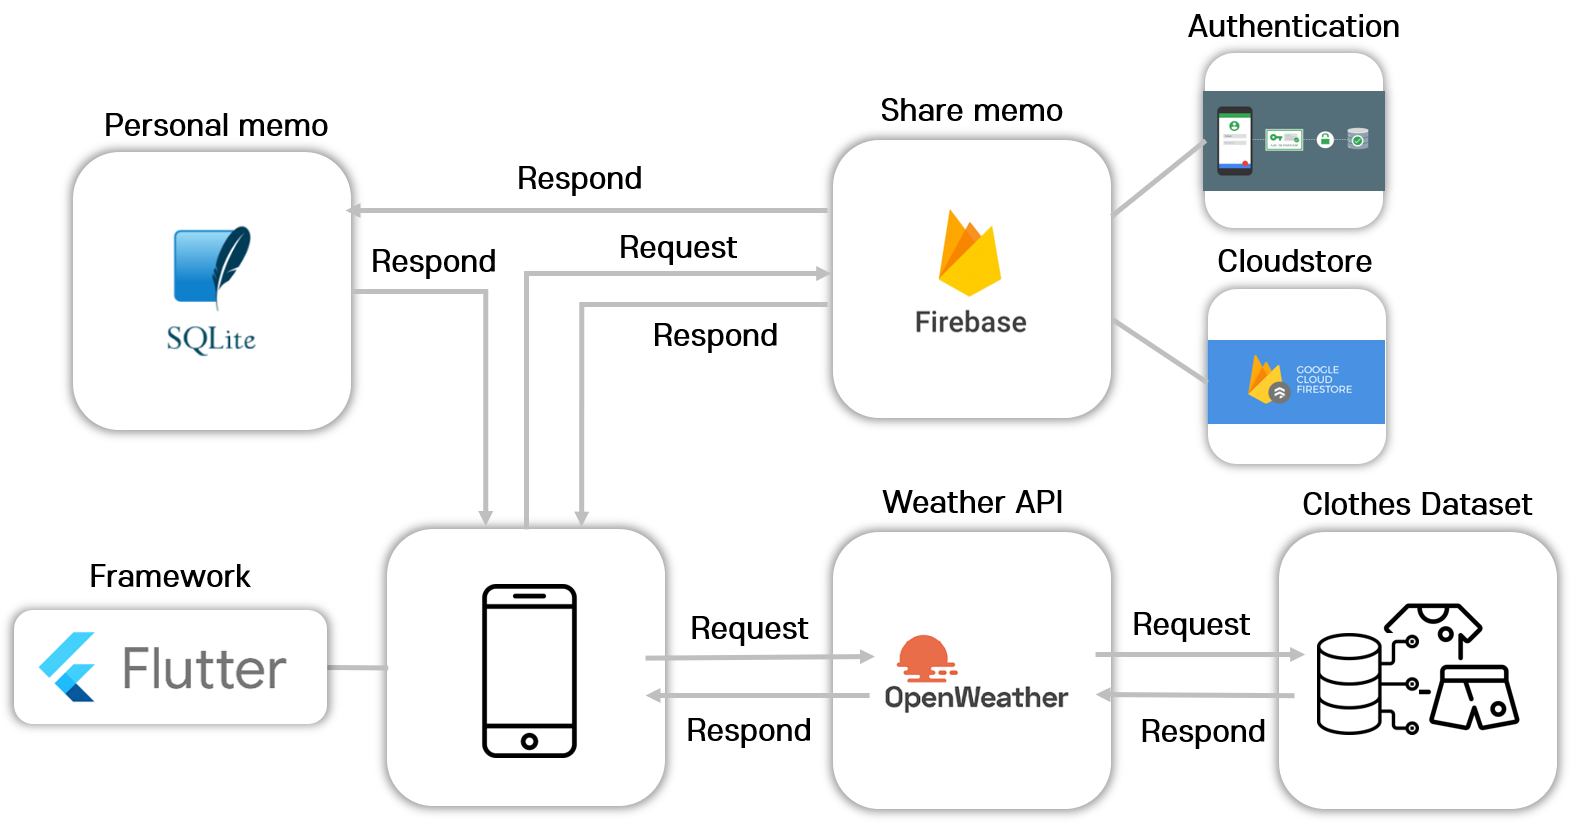 Authentication
Personal memo
Share memo
Respond
Request
Respond
Respond
SQLite
Firebase
Cloudstore
GOOGLE
CLOUD
FIRESTORE
Weather API
Clothes Dataset
Framework
Flutter
Request
Request
OpenWeather
Respond
Respond